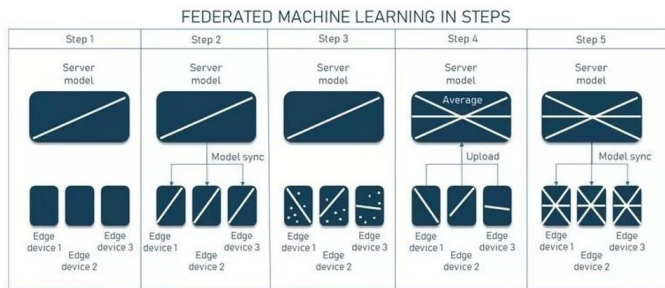 FEDERATED MACHINE LEARNING IN STEPS
Step 1
Step 2
Step 3
Step 4
Step 5
Server
model
Server
model
Server
model
Server
model
Server
model
Average
Model sync
Upload
Model sync
Edge
device 1
Edge
device 2
Edge
device 3
Edge
device 1
Edge
device 2
Edge
device 3
Edge
device 1
Edge
device 2
Edge
device 3
Edge
device 1
Edge
device 2
Edge
device 3
Edge
device 1
Edge
device 2
Edge
device 3